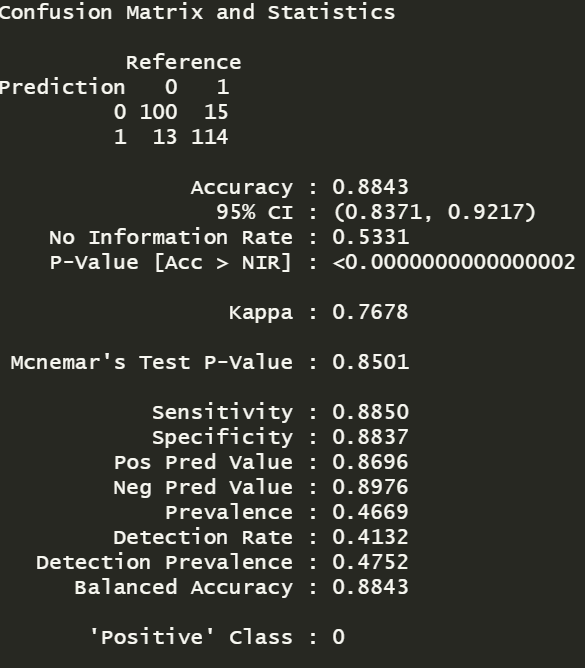 Confusion Matrix and Statistics
Reference
Prediction 0 1
0 100 15
1 13 114
Accuracy : 0.8843
95% CI : (0.8371, 0.9217)
No Information Rate : 0.5331
P-Value [Acc > NIR] : <0.0000000000000002
Kappa : 0.7678
Mcnemar's Test P-Value : 0.8501
Sensitivity : 0.8850
Specificity : 0.8837
Pos Pred Value : 0.8696
Neg Pred Value : 0.8976
Prevalence : 0.4669
Detection Rate : 0.4132
Detection Prevalence : 0.4752
Balanced Accuracy : 0.8843
'Positive' Class : 0